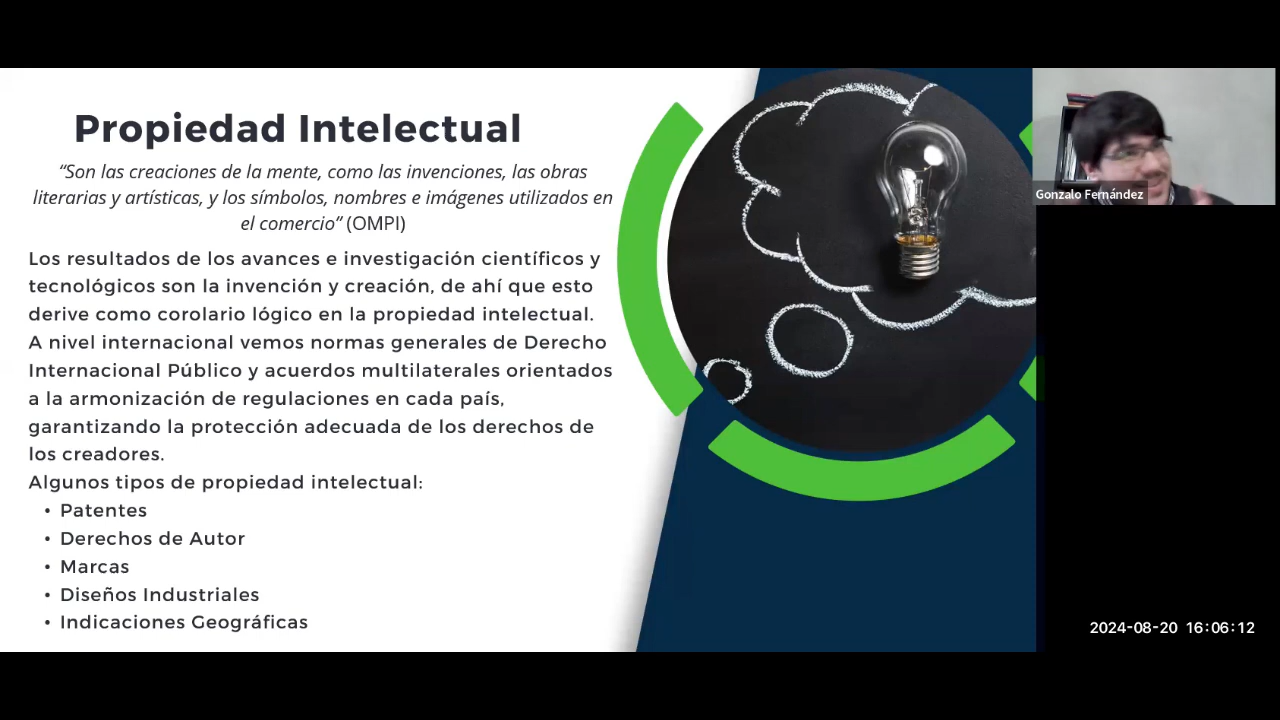 Propiedad Intelectual
“Son las creaciones de la mente, como las invenciones, las obras
literarias y artísticas, y los símbolos, nombres e imágenes utilizados en
el comercio” (OMPI)
Los resultados de los avances e investigación científicos y
tecnológicos son la invención y creación, de ahí que esto
derive como corolario lógico en la propiedad intelectual.
A nivel internacional vemos normas generales de Derecho
Internacional Público y acuerdos multilaterales orientados
a la armonización de regulaciones en cada país,
garantizando la protección adecuada de los derechos de
los creadores.
Algunos tipos de propiedad intelectual:
• Patentes
• Derechos de Autor
• Marcas
• Diseños Industriales
• Indicaciones Geográficas
Gonzalo Fernández
2024-08-20 16:06:12